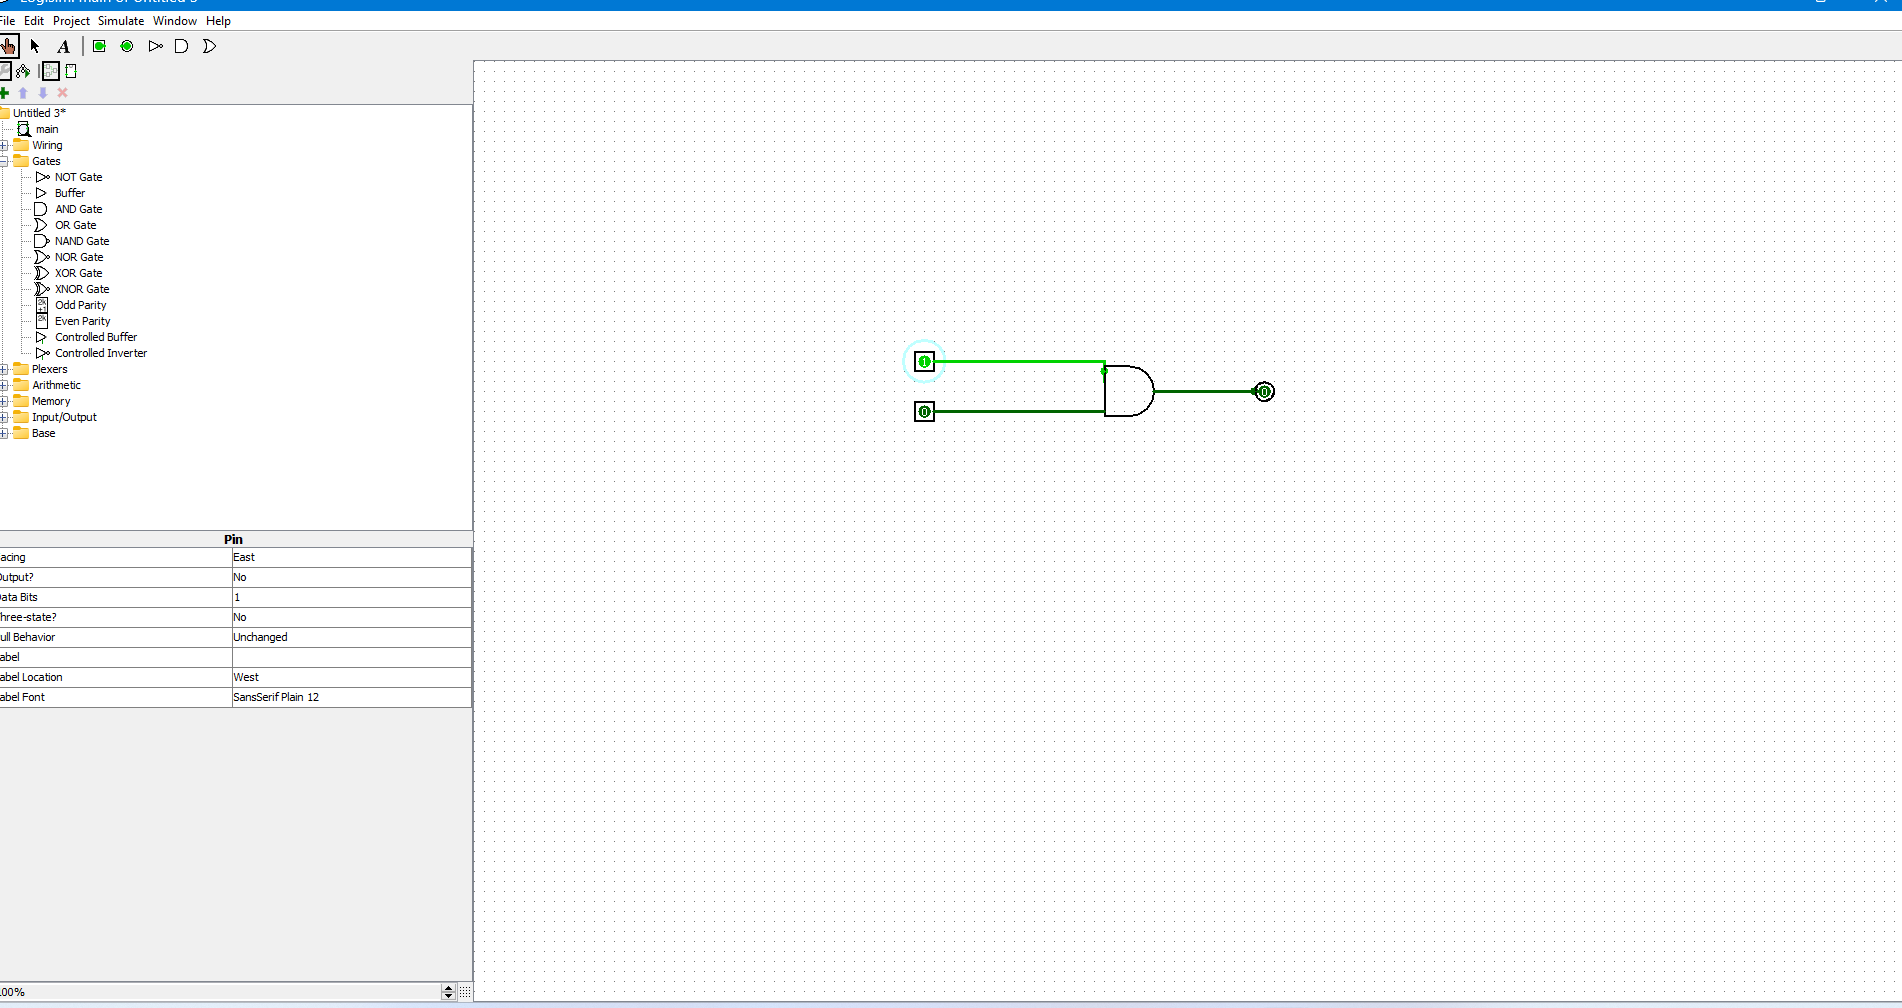 File Edit Project Simulate Window Help
A
Untitled 3*
main
Wiring
Gates
NOT Gate
Buffer
AND Gate
OR Gate
NAND Gate
NOR Gate
XOR Gate
XNOR Gate
Odd Parity
Even Parity
Controlled Buffer
Controlled Inverter
Plexers
Arithmetic
Memory
Input/Output
Base
Pin
acing East
Output? No
ata Bits 1
hree-state? No
ull Behavior Unchanged
abel
abel Location West
abel Font SansSerif Plain 12
100%
1
0
0